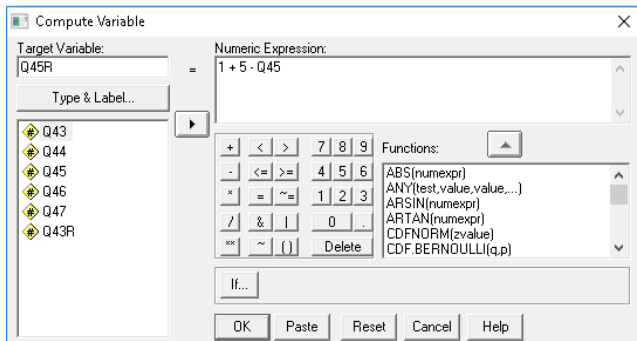 Compute Variable
Target Variable:
Q45R
=
Numeric Expression:
1 + 5 - Q45
Type & Label...
Q43
Q44
Q45
Q46
Q47
Q43R
+ < > 7 8 9
- <= >= 4 5 6
* = ~= 1 2 3
/ & | 0 .
** ~ () Delete
Functions:
ABS(numexpr)
ANY(test,value,value,...)
ARSIN(numexpr)
ARTAN(numexpr)
CDFNORM(zvalue)
CDF.BERNOULLI(q,p)
If...
OK Paste Reset Cancel Help